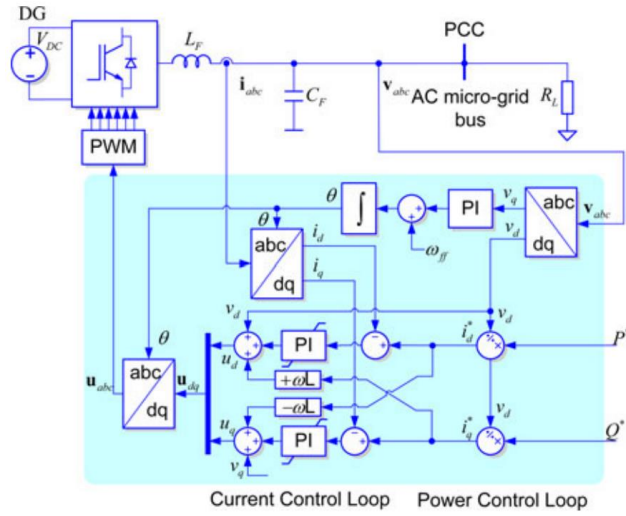 DG
V_DC
L_F
PCC
i_abc
C_F
v_abc
AC micro-grid
bus
R_L
PWM
θ
∫
PI
v_q
abc
dq
v_abc
v_d
ω_ff
θ
abc
dq
i_d
i_q
v_d
v_d
i_d*
P
θ
u_d
PI
+ωL
u_abc
abc
dq
u_dq
−ωL
v_d
u_q
PI
i_q*
Q*
v_q
Current Control Loop
Power Control Loop